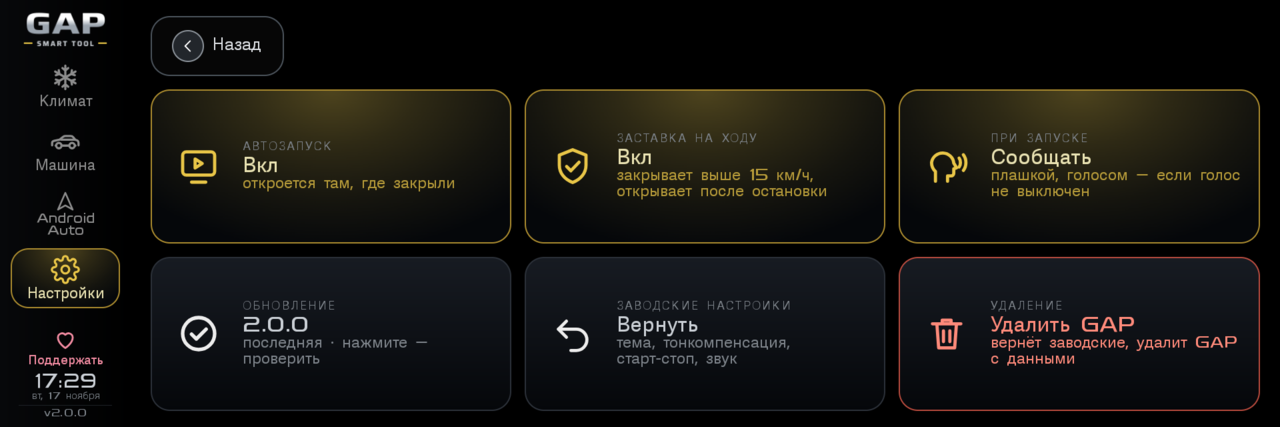 GAP
SMART TOOL
Климат
Машина
Android
Auto
Настройки
Поддержать
17:29
вт, 17 ноября
v2.0.0
Назад
АВТОЗАПУСК
Вкл
откроется там, где закрыли
ЗАСТАВКА НА ХОДУ
Вкл
закрывает выше 15 км/ч,
открывает после остановки
ПРИ ЗАПУСКЕ
Сообщать
плашкой, голосом — если голос
не выключен
ОБНОВЛЕНИЕ
2.0.0
последняя · нажмите —
проверить
ЗАВОДСКИЕ НАСТРОЙКИ
Вернуть
тема, тонкомпенсация,
старт-стоп, звук
УДАЛЕНИЕ
Удалить GAP
вернёт заводские, удалит GAP
с данными